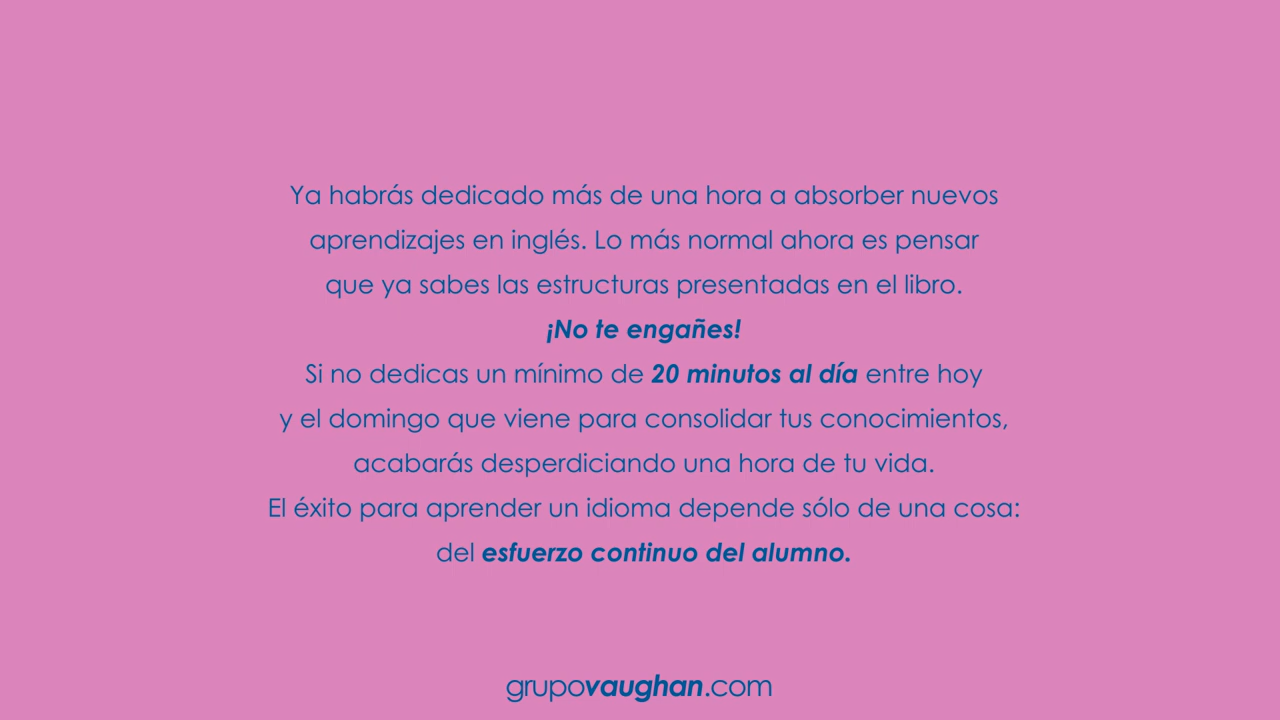 Ya habrás dedicado más de una hora a absorber nuevos
aprendizajes en inglés. Lo más normal ahora es pensar
que ya sabes las estructuras presentadas en el libro.
¡No te engañes!
Si no dedicas un mínimo de 20 minutos al día entre hoy
y el domingo que viene para consolidar tus conocimientos,
acabarás desperdiciando una hora de tu vida.
El éxito para aprender un idioma depende sólo de una cosa:
del esfuerzo continuo del alumno.
grupovaughan.com